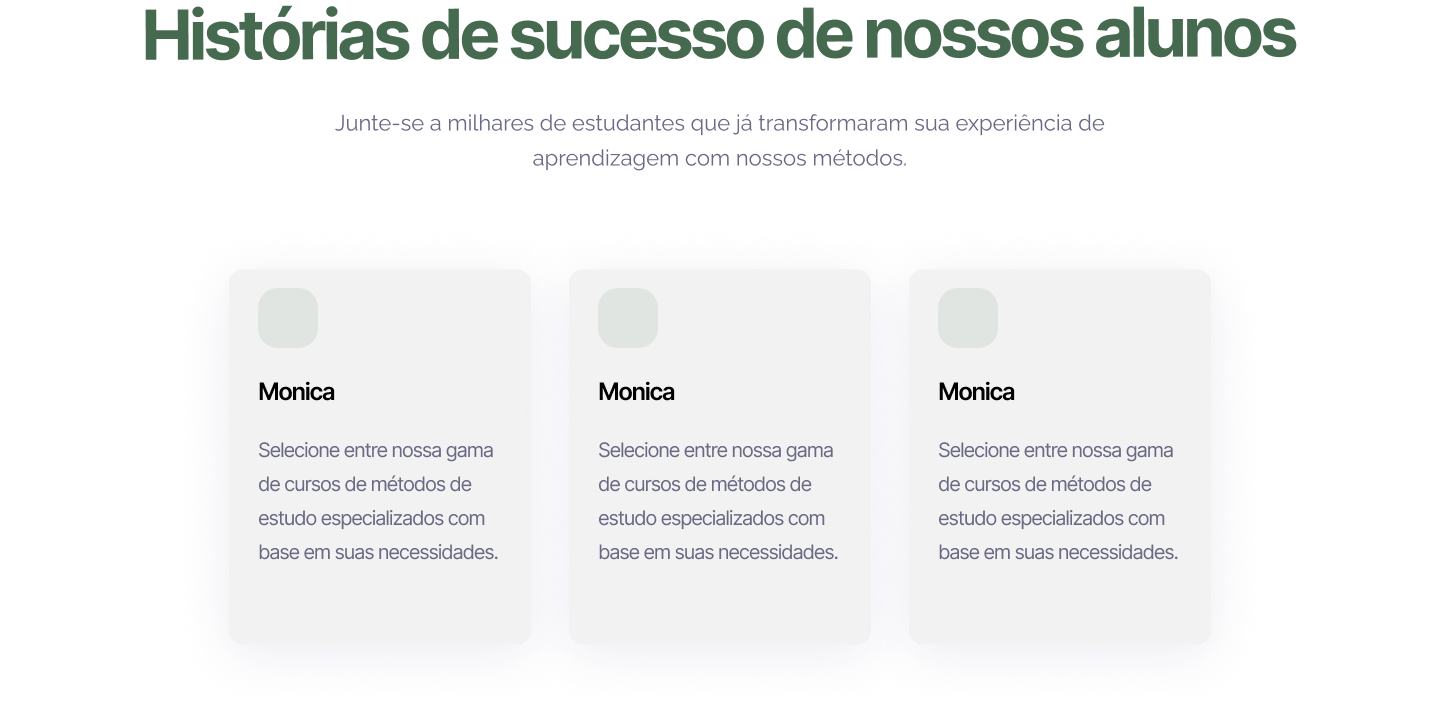 Histórias de sucesso de nossos alunos
Junte-se a milhares de estudantes que já transformaram sua experiência de
aprendizagem com nossos métodos.
Monica
Selecione entre nossa gama
de cursos de métodos de
estudo especializados com
base em suas necessidades.
Monica
Selecione entre nossa gama
de cursos de métodos de
estudo especializados com
base em suas necessidades.
Monica
Selecione entre nossa gama
de cursos de métodos de
estudo especializados com
base em suas necessidades.